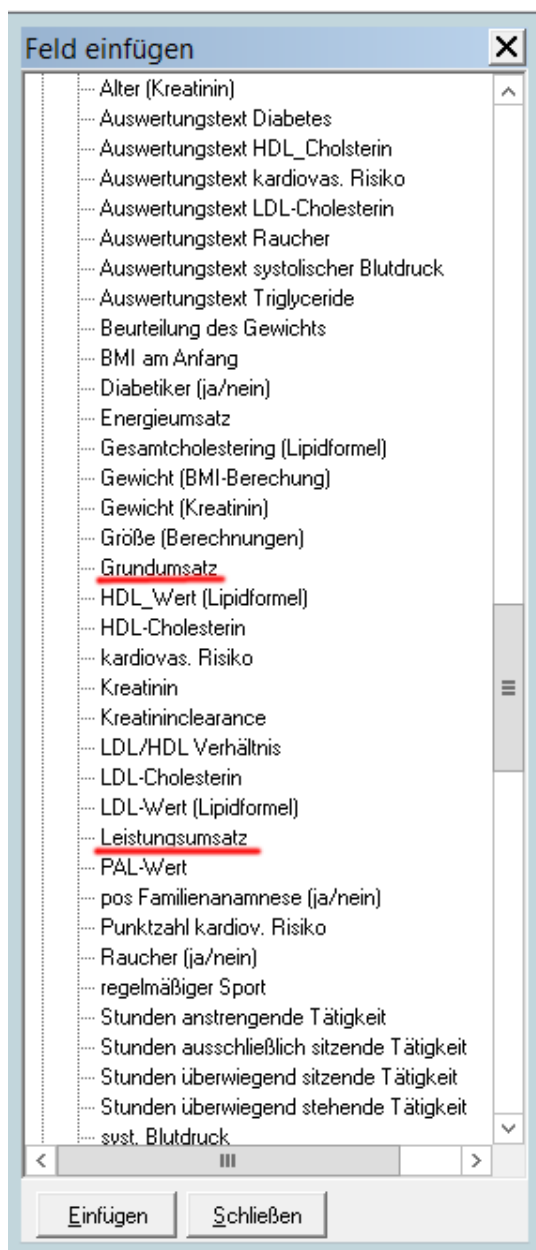 Feld einfügen
Alter (Kreatinin)
Auswertungstext Diabetes
Auswertungstext HDL_Cholsterin
Auswertungstext kardiovas. Risiko
Auswertungstext LDL-Cholesterin
Auswertungstext Raucher
Auswertungstext systolischer Blutdruck
Auswertungstext Triglyceride
Beurteilung des Gewichts
BMI am Anfang
Diabetiker (ja/nein)
Energieumsatz
Gesamtcholestering (Lipidformel)
Gewicht (BMI-Berechung)
Gewicht (Kreatinin)
Größe (Berechnungen)
Grundumsatz
HDL_Wert (Lipidformel)
HDL-Cholesterin
kardiovas. Risiko
Kreatinin
Kreatininclearance
LDL/HDL Verhältnis
LDL-Cholesterin
LDL-Wert (Lipidformel)
Leistungsumsatz
PAL-Wert
pos Familienanamnese (ja/nein)
Punktzahl kardiov. Risiko
Raucher (ja/nein)
regelmäßiger Sport
Stunden anstrengende Tätigkeit
Stunden ausschließlich sitzende Tätigkeit
Stunden überwiegend sitzende Tätigkeit
Stunden überwiegend stehende Tätigkeit
syst. Blutdruck
Einfügen Schließen